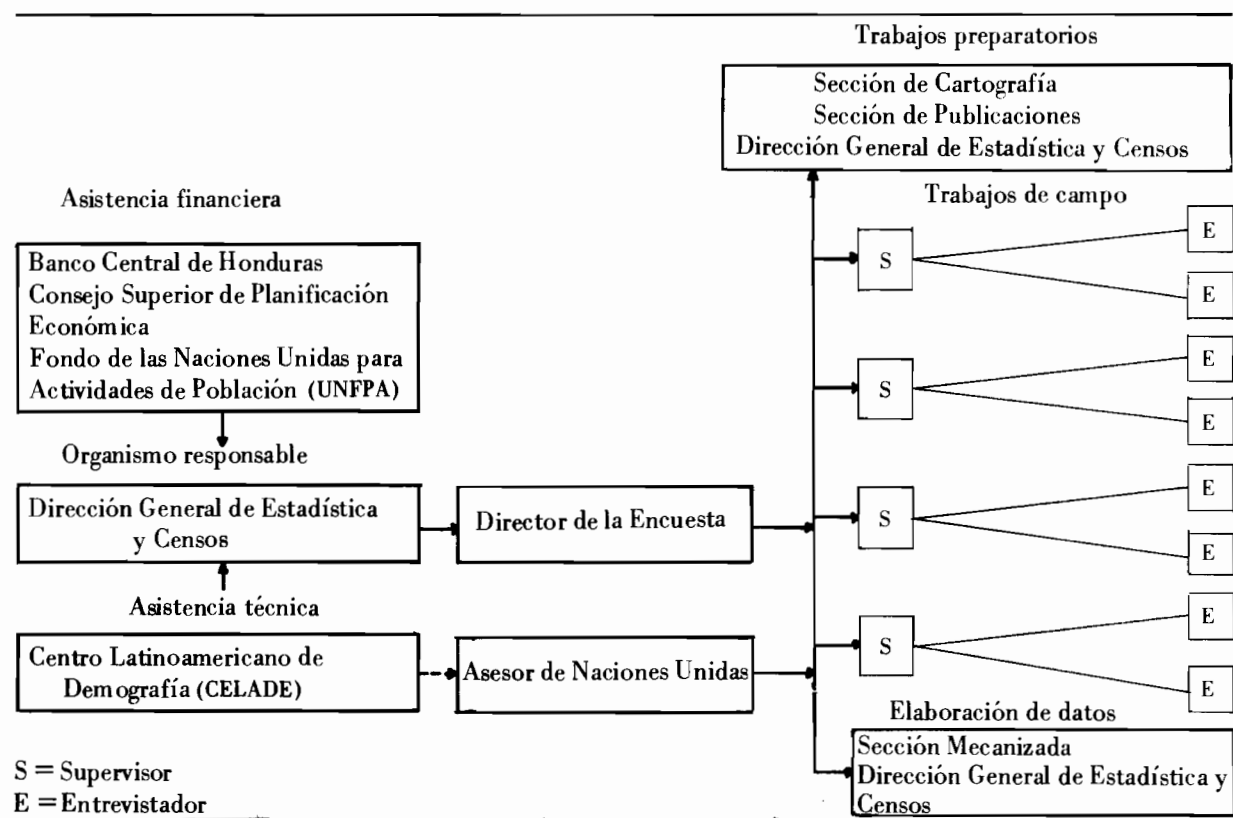 Trabajos preparatorios
Sección de Cartografía
Sección de Publicaciones
Dirección General de Estadística y Censos
Asistencia financiera
Banco Central de Honduras
Consejo Superior de Planificación
Económica
Fondo de las Naciones Unidas para
Actividades de Población (UNFPA)
Organismo responsable
Dirección General de Estadística
y Censos
Director de la Encuesta
Asistencia técnica
Centro Latinoamericano de
Demografía (CELADE)
Asesor de Naciones Unidas
Trabajos de campo
S
E
E
S
E
E
S
E
E
S
E
E
Elaboración de datos
Sección Mecanizada
Dirección General de Estadística y
Censos
S = Supervisor
E = Entrevistador